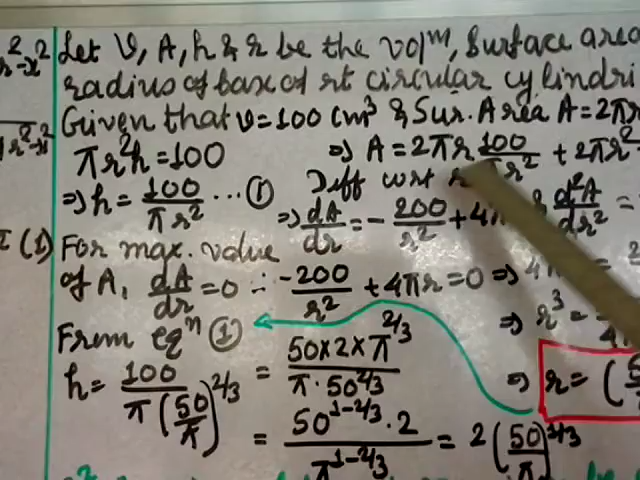 Let V, A, h & r be the vol^m, Surface area
radius of base of rt circular cylindri
Given that v=100 cm³ & Sur. Area A=2πr
πr²h=100 ⇒ A=2πr 100/πr² + 2πr²
⇒ h=100/πr² ... ① Diff wrt r
⇒ dA/dr = -200/r² + 4π & d²A/dr² =
(1) For max. value
of A, dA/dr =0 ∴ -200/r² + 4πr=0 ⇒ 4π
From eqⁿ ① ⇒ r³=
h= 100/π(50/π)^2/3 = 50×2×π^2/3 / π·50^2/3 ⇒ r= (
= 50^1-2/3 · 2 / π^1-2/3 = 2(50/π)^1/3